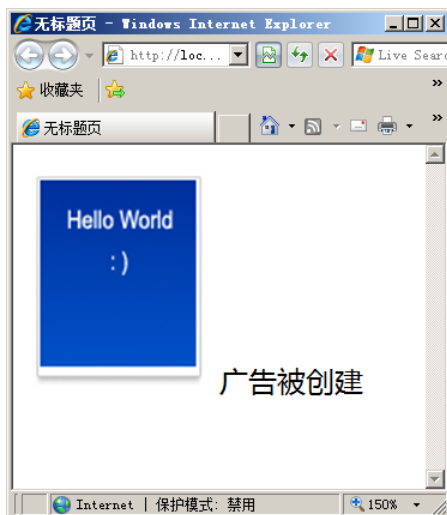 无标题页 - Windows Internet Explorer
http://loc...
Live Sear
收藏夹
»
无标题页
»
Hello World
:)
广告被创建
Internet | 保护模式: 禁用
150%